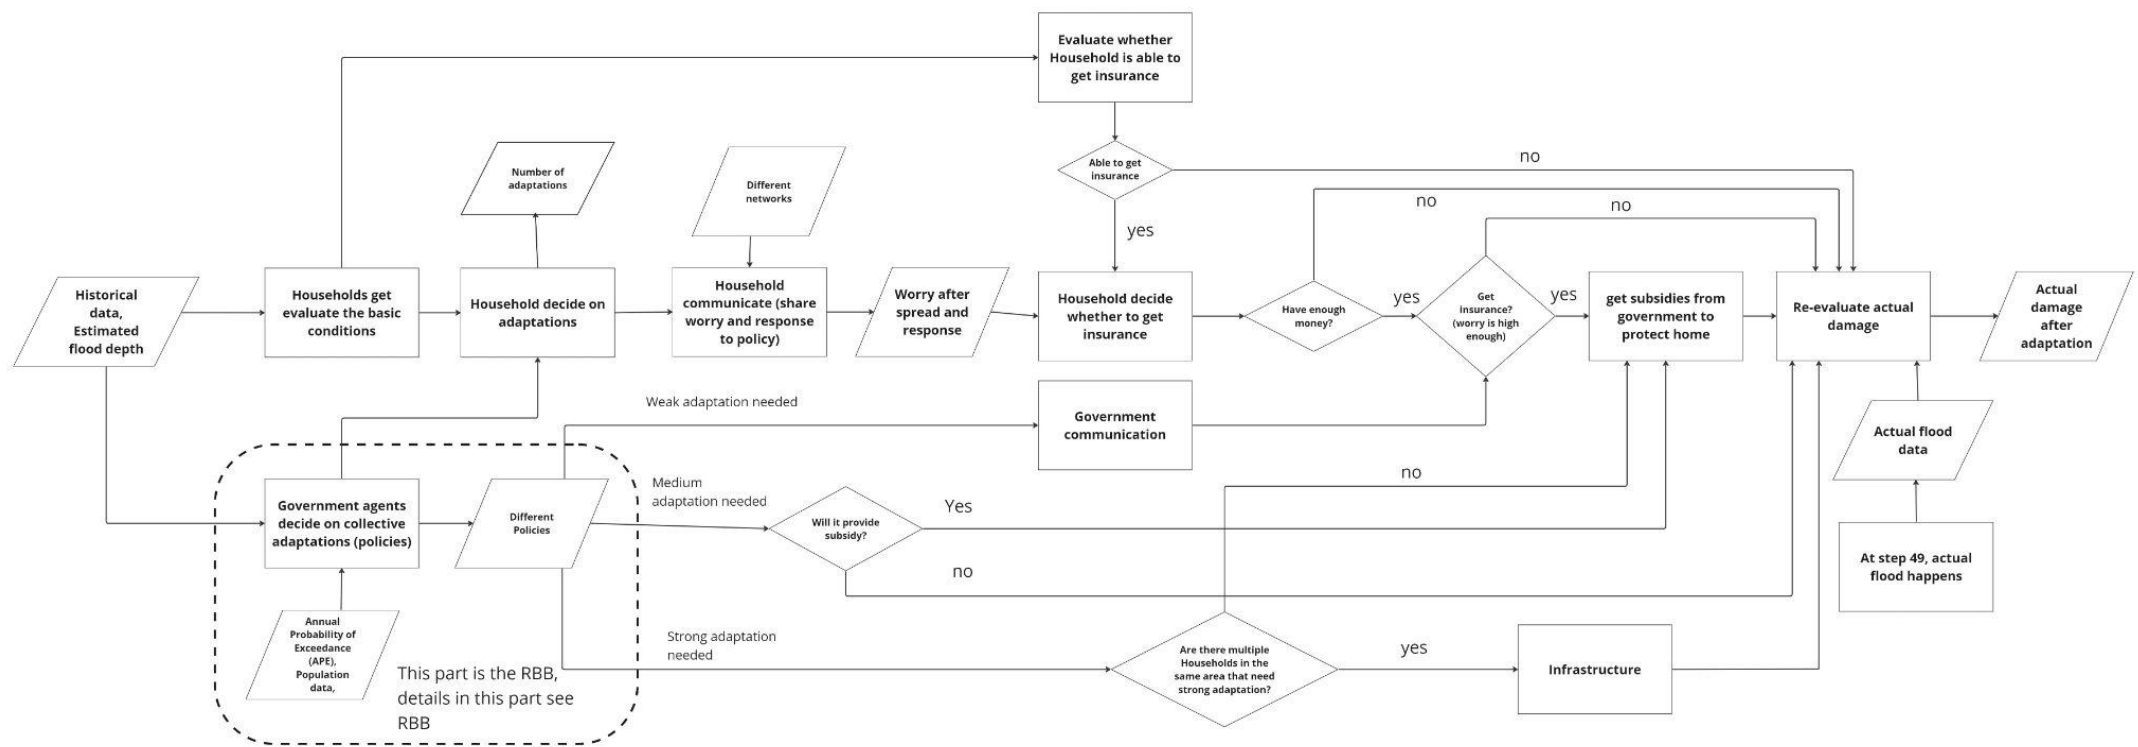 Evaluate whether
Household is able to
get insurance
Able to get
insurance
no
no
no
yes
Number of
adaptations
Different
networks
Historical
data,
Estimated
flood depth
Households get
evaluate the basic
conditions
Household decide on
adaptations
Household
communicate (share
worry and response
to policy)
Worry after
spread and
response
Household decide
whether to get
insurance
Have enough
money?
yes
Get
insurance?
(worry is high
enough)
yes
get subsidies from
government to
protect home
Re-evaluate actual
damage
Actual
damage
after
adaptation
Weak adaptation needed
Government
communication
Actual flood
data
no
Government agents
decide on collective
adaptations (policies)
Different
Policies
Medium
adaptation needed
Will it provide
subsidy?
Yes
no
At step 49, actual
flood happens
Annual
Probability of
Exceedance
(APE),
Population
data,
This part is the RBB,
details in this part see
RBB
Strong adaptation
needed
Are there multiple
Households in the
same area that need
strong adaptation?
yes
Infrastructure